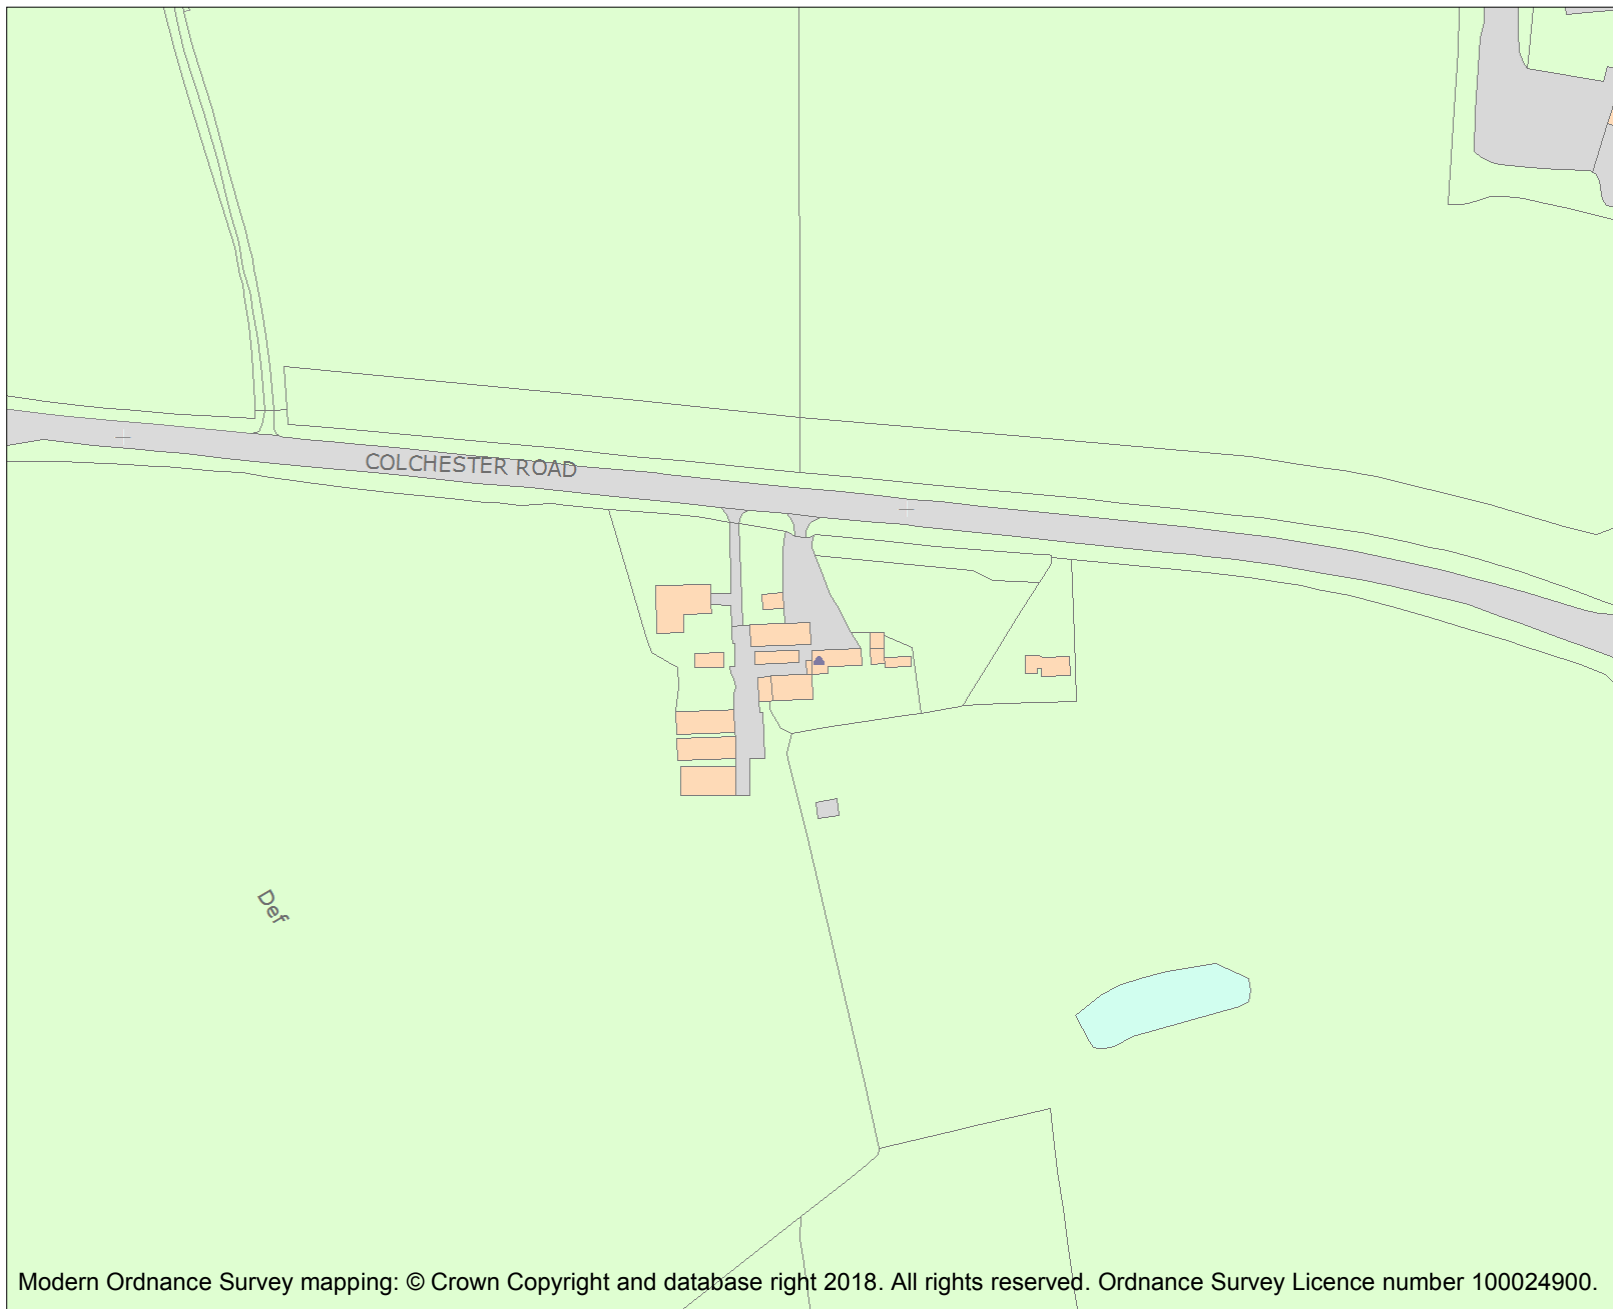 COLCHESTER ROAD
Def
Modern Ordnance Survey mapping: © Crown Copyright and database right 2018. All rights reserved. Ordnance Survey Licence number 100024900.